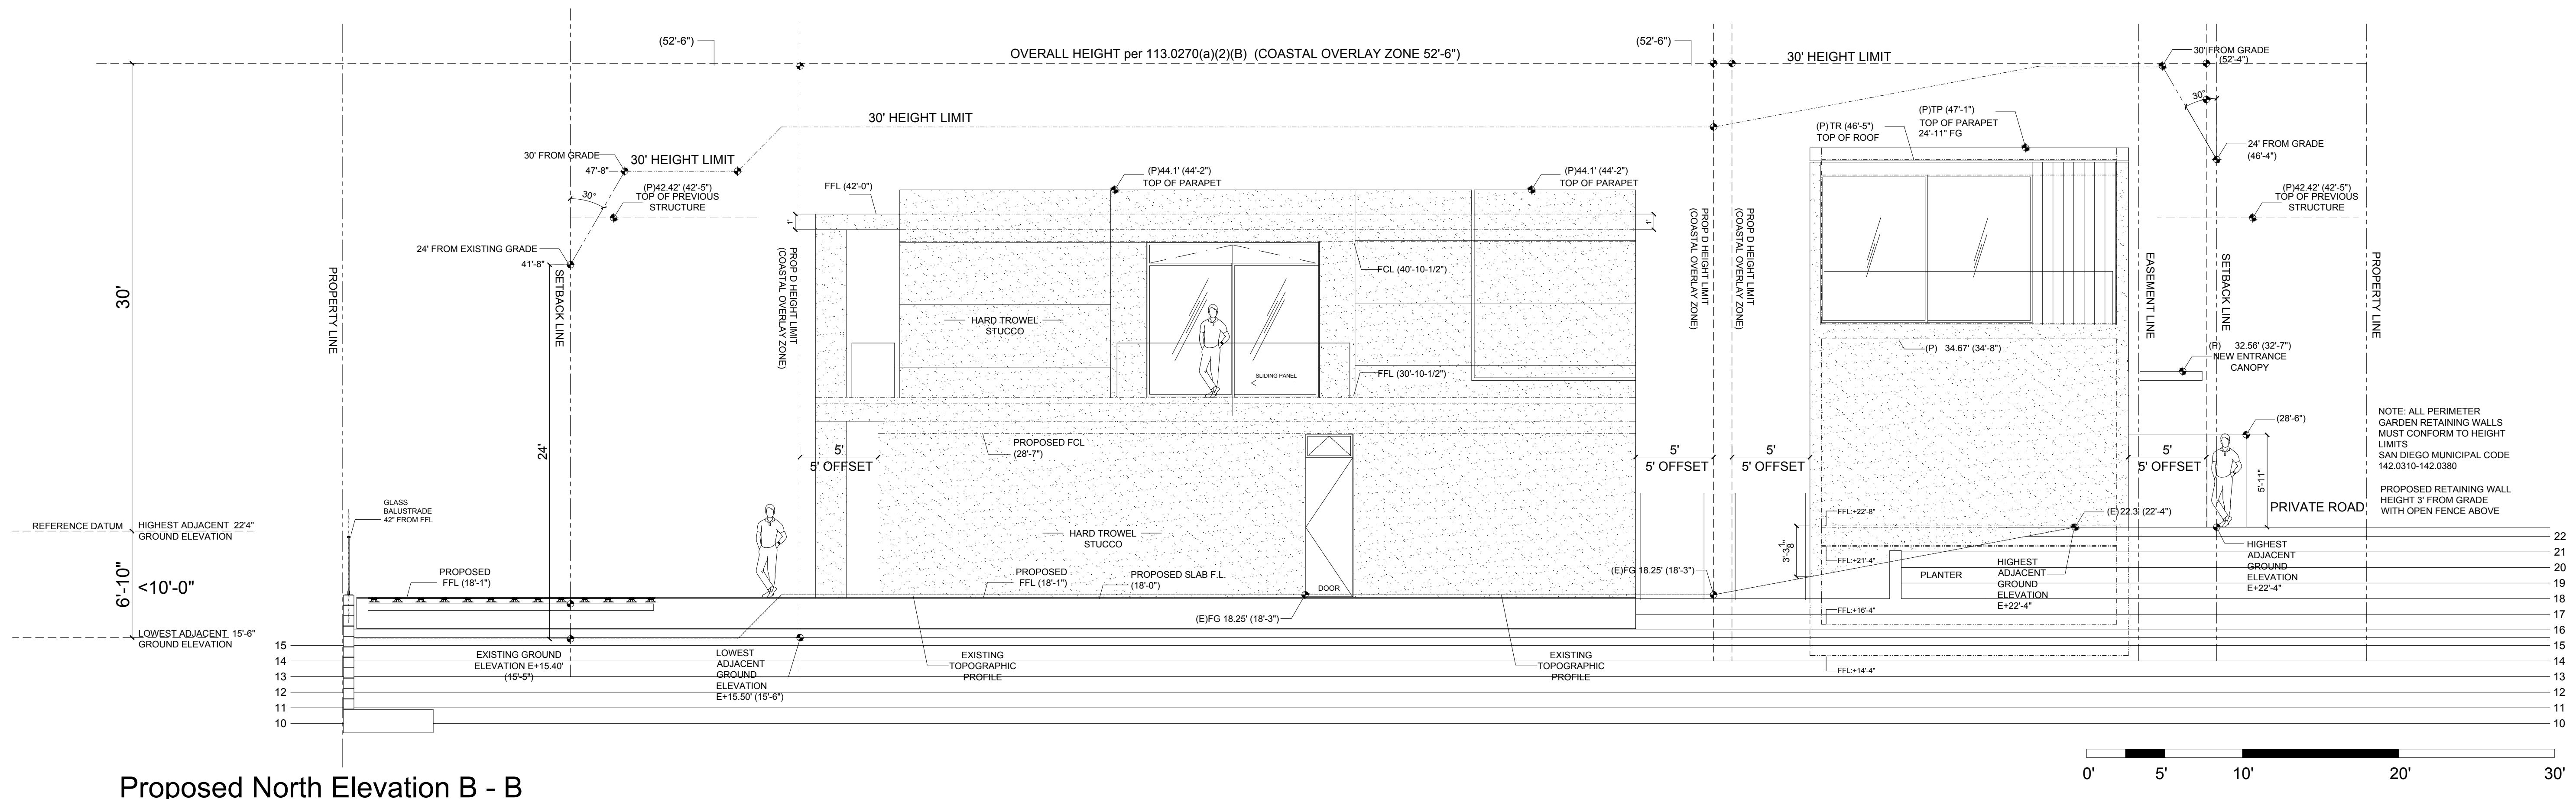 (52'-6")
OVERALL HEIGHT per 113.0270(a)(2)(B) (COASTAL OVERLAY ZONE 52'-6")
(52'-6")
30' HEIGHT LIMIT
30' FROM GRADE
(52'-4")
30°
24' FROM GRADE
(46'-4")
30' HEIGHT LIMIT
(P)TP (47'-1")
TOP OF PARAPET
24'-11" FG
(P) TR (46'-5")
TOP OF ROOF
30' FROM GRADE
47'-8"
30' HEIGHT LIMIT
30°
(P)42.42' (42'-5")
TOP OF PREVIOUS
STRUCTURE
24' FROM EXISTING GRADE
41'-8"
FFL (42'-0")
1'
(P)44.1' (44'-2")
TOP OF PARAPET
(P)44.1' (44'-2")
TOP OF PARAPET
1'
(P)42.42' (42'-5")
TOP OF PREVIOUS
STRUCTURE
PROPERTY LINE
SETBACK LINE
PROP D HEIGHT LIMIT
(COASTAL OVERLAY ZONE)
PROP D HEIGHT LIMIT
(COASTAL OVERLAY ZONE)
PROP D HEIGHT LIMIT
(COASTAL OVERLAY ZONE)
EASEMENT LINE
SETBACK LINE
PROPERTY LINE
30'
24'
HARD TROWEL
STUCCO
SLIDING PANEL
FCL (40'-10-1/2")
FFL (30'-10-1/2")
(P) 34.67' (34'-8")
(P) 32.56' (32'-7")
NEW ENTRANCE
CANOPY
PROPOSED FCL
(28'-7")
5'
5' OFFSET
5'
5' OFFSET
5'
5' OFFSET
5'
5' OFFSET
(28'-6")
5'-11"
NOTE: ALL PERIMETER
GARDEN RETAINING WALLS
MUST CONFORM TO HEIGHT
LIMITS
SAN DIEGO MUNICIPAL CODE
142.0310-142.0380
PROPOSED RETAINING WALL
HEIGHT 3' FROM GRADE
WITH OPEN FENCE ABOVE
PRIVATE ROAD
GLASS
BALUSTRADE
42" FROM FFL
REFERENCE DATUM
HIGHEST ADJACENT 22'4"
GROUND ELEVATION
6'-10"
<10'-0"
LOWEST ADJACENT 15'-6"
GROUND ELEVATION
PROPOSED
FFL (18'-1")
HARD TROWEL
STUCCO
PROPOSED
FFL (18'-1")
PROPOSED SLAB F.L.
(18'-0")
DOOR
(E)FG 18.25' (18'-3")
(E)FG 18.25' (18'-3")
FFL:+22'-8"
3'-3 1/8"
FFL:+21'-4"
FFL:+16'-4"
FFL:+14'-4"
PLANTER
(E)22.3' (22'-4")
HIGHEST
ADJACENT
GROUND
ELEVATION
E+22'-4"
HIGHEST
ADJACENT
GROUND
ELEVATION
E+22'-4"
EXISTING GROUND
ELEVATION E+15.40'
(15'-5")
LOWEST
ADJACENT
GROUND
ELEVATION
E+15.50' (15'-6")
EXISTING
TOPOGRAPHIC
PROFILE
EXISTING
TOPOGRAPHIC
PROFILE
15
14
13
12
11
10
22
21
20
19
18
17
16
15
14
13
12
11
10
0' 5' 10' 20' 30'
Proposed North Elevation B - B